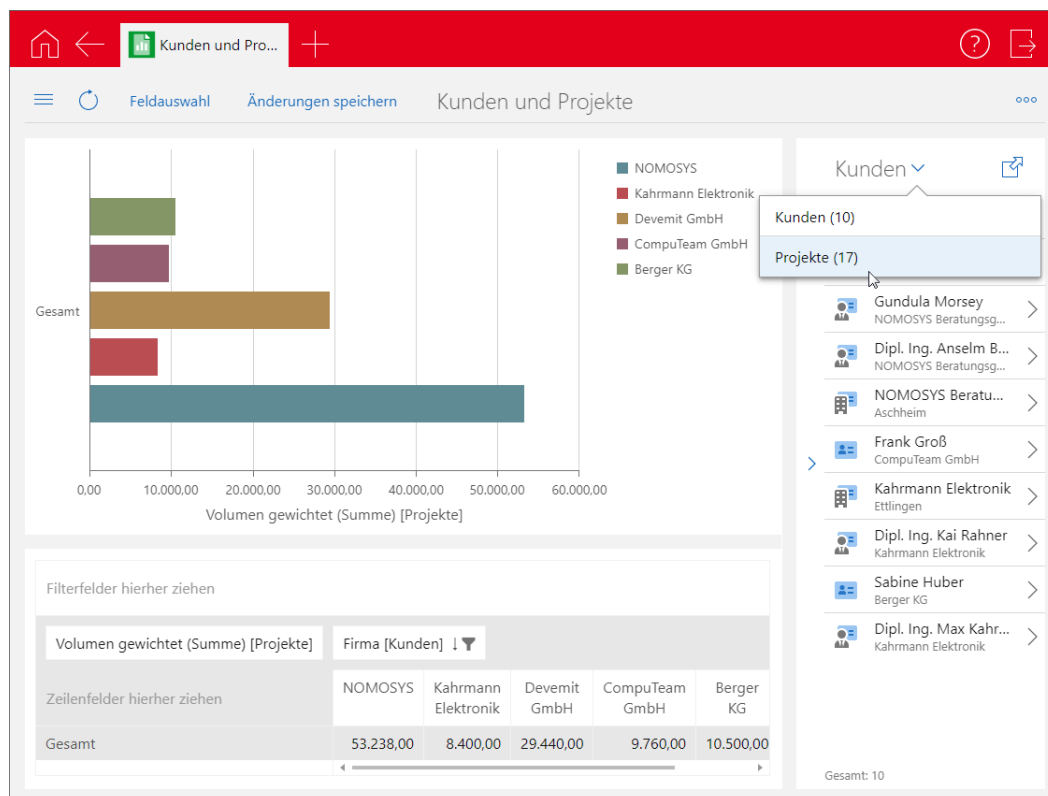 Kunden und Pro...
Feldauswahl
Änderungen speichern
Kunden und Projekte
NOMOSYS
Kahrmann Elektronik
Devemit GmbH
CompuTeam GmbH
Berger KG
Gesamt
0,00
10.000,00
20.000,00
30.000,00
40.000,00
50.000,00
60.000,00
Volumen gewichtet (Summe) [Projekte]
Filterfelder hierher ziehen
Volumen gewichtet (Summe) [Projekte]
Firma [Kunden]
Zeilenfelder hierher ziehen
NOMOSYS
Kahrmann
Elektronik
Devemit
GmbH
CompuTeam
GmbH
Berger
KG
Gesamt
53.238,00
8.400,00
29.440,00
9.760,00
10.500,00
Kunden
Kunden (10)
Projekte (17)
Gundula Morsey
NOMOSYS Beratungsg...
Dipl. Ing. Anselm B...
NOMOSYS Beratungsg...
NOMOSYS Beratu...
Aschheim
Frank Groß
CompuTeam GmbH
Kahrmann Elektronik
Ettlingen
Dipl. Ing. Kai Rahner
Kahrmann Elektronik
Sabine Huber
Berger KG
Dipl. Ing. Max Kahr...
Kahrmann Elektronik
Gesamt: 10